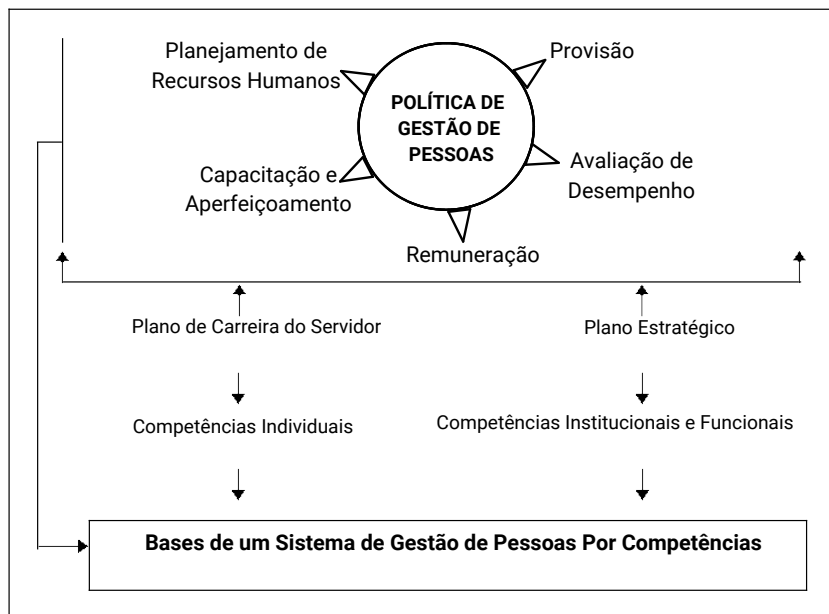 Planejamento de
Recursos Humanos
Provisão
POLÍTICA DE
GESTÃO DE
PESSOAS
Capacitação e
Aperfeiçoamento
Avaliação de
Desempenho
Remuneração
Plano de Carreira do Servidor
Plano Estratégico
Competências Individuais
Competências Institucionais e Funcionais
Bases de um Sistema de Gestão de Pessoas Por Competências